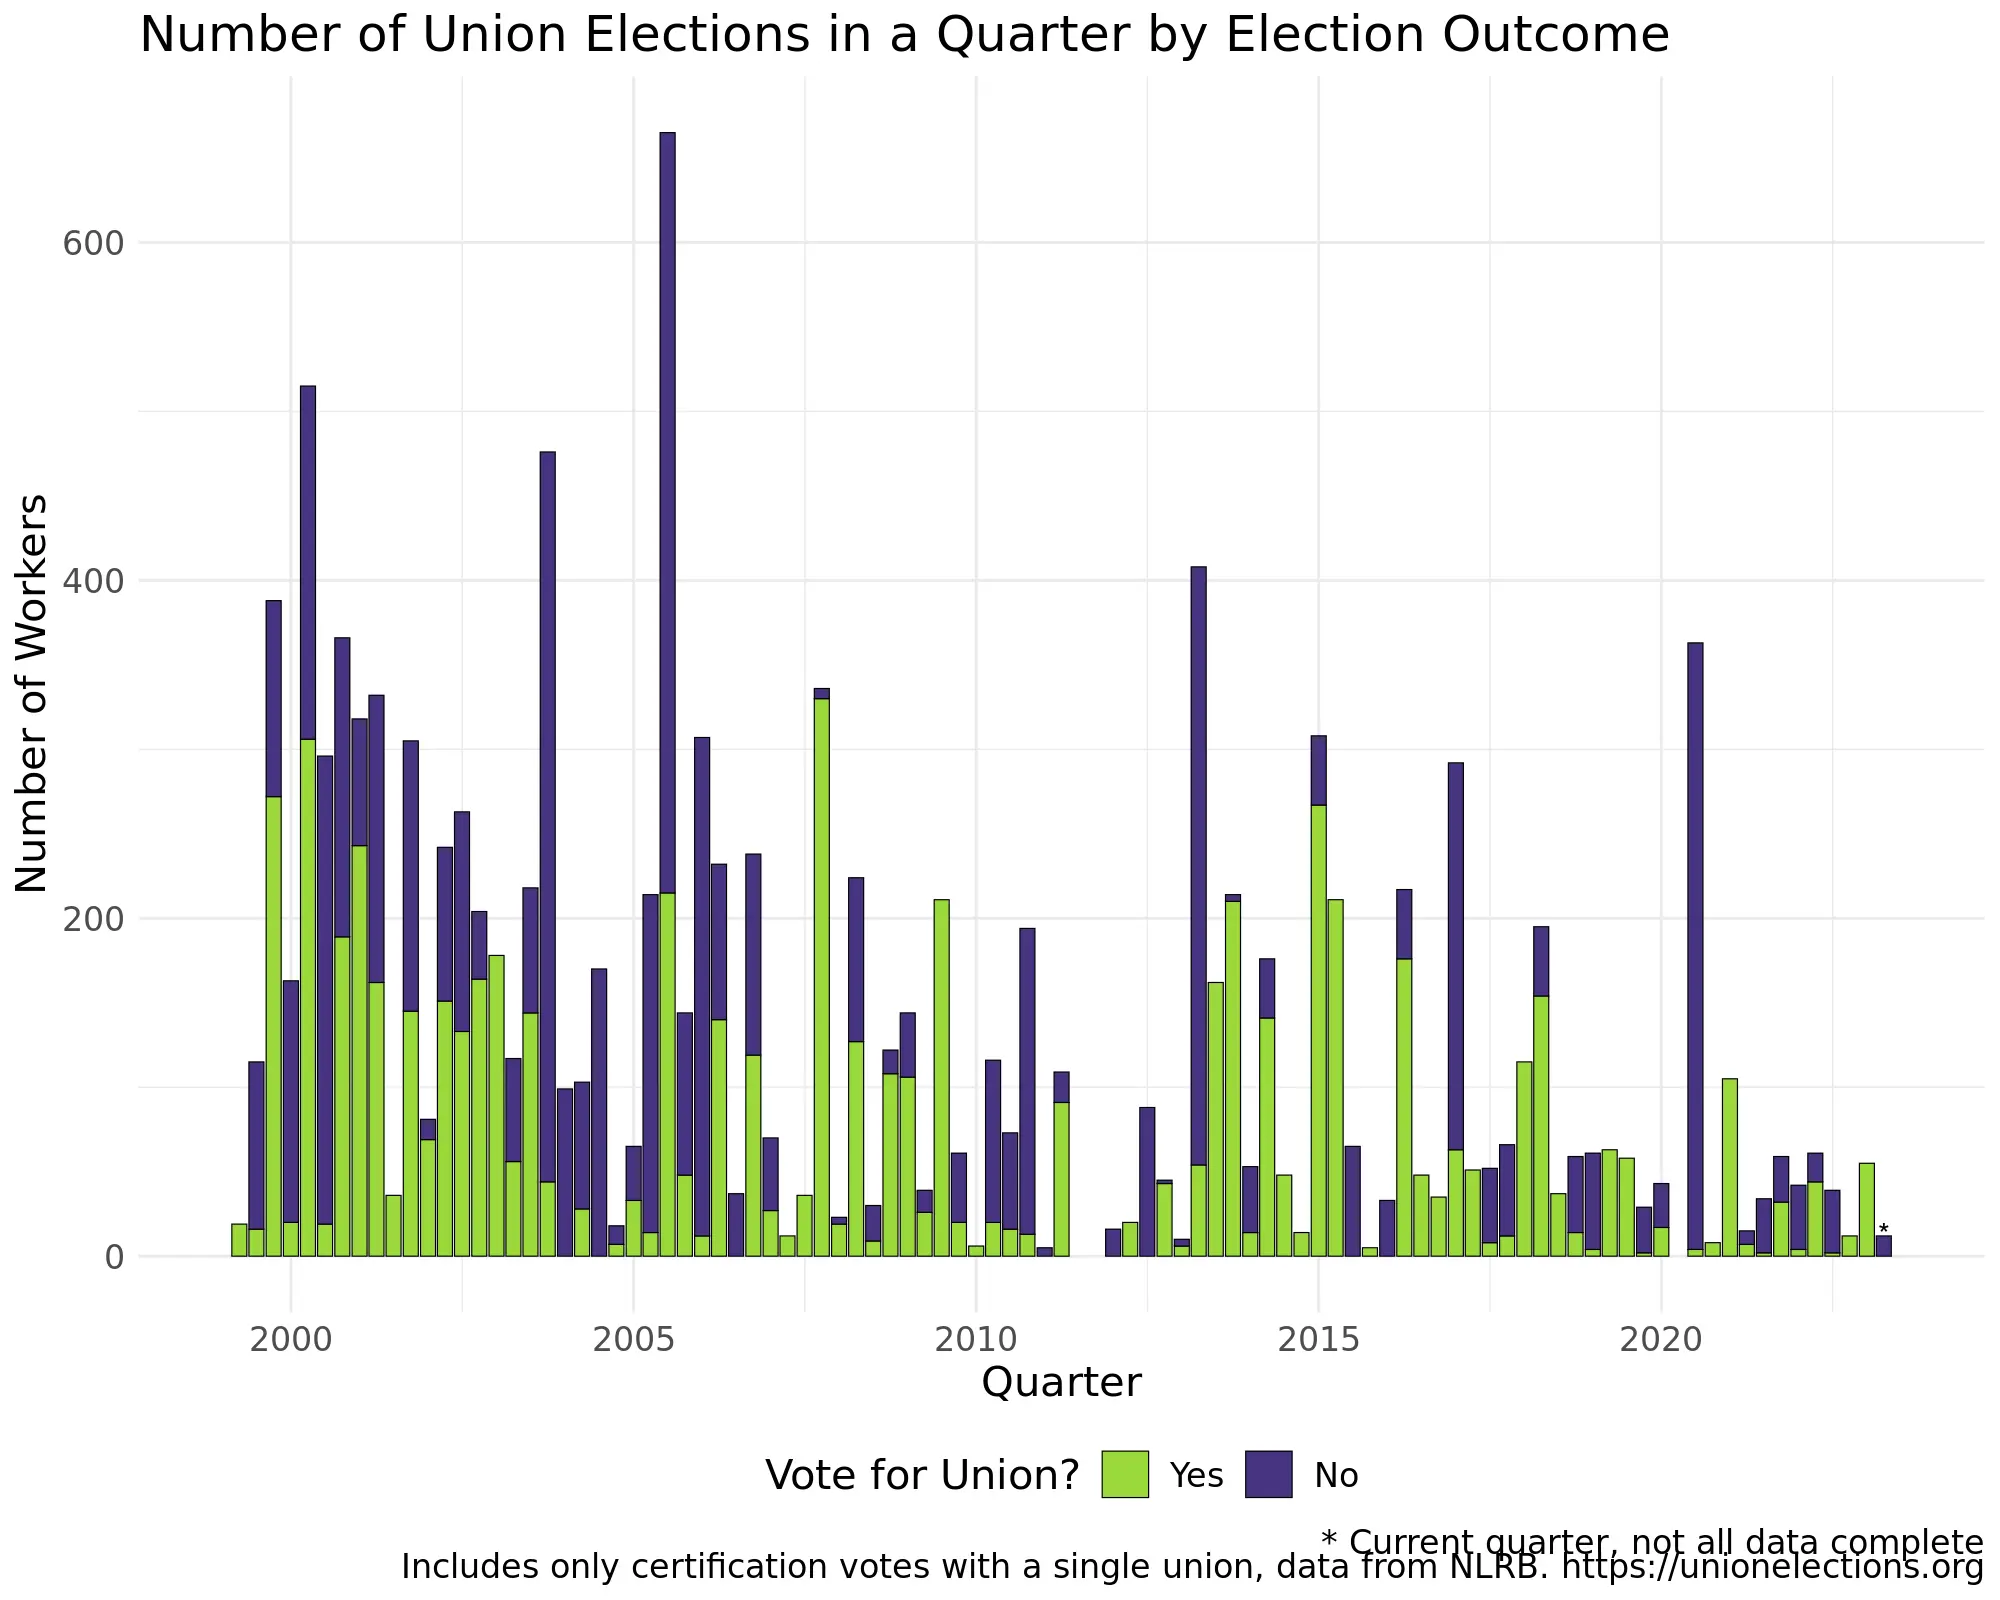 Number of Union Elections in a Quarter by Election Outcome
Number of Workers
600
400
200
0
*
2000 2005 2010 2015 2020
Quarter
Vote for Union? Yes No
* Current quarter, not all data complete
Includes only certification votes with a single union, data from NLRB. https://unionelections.org